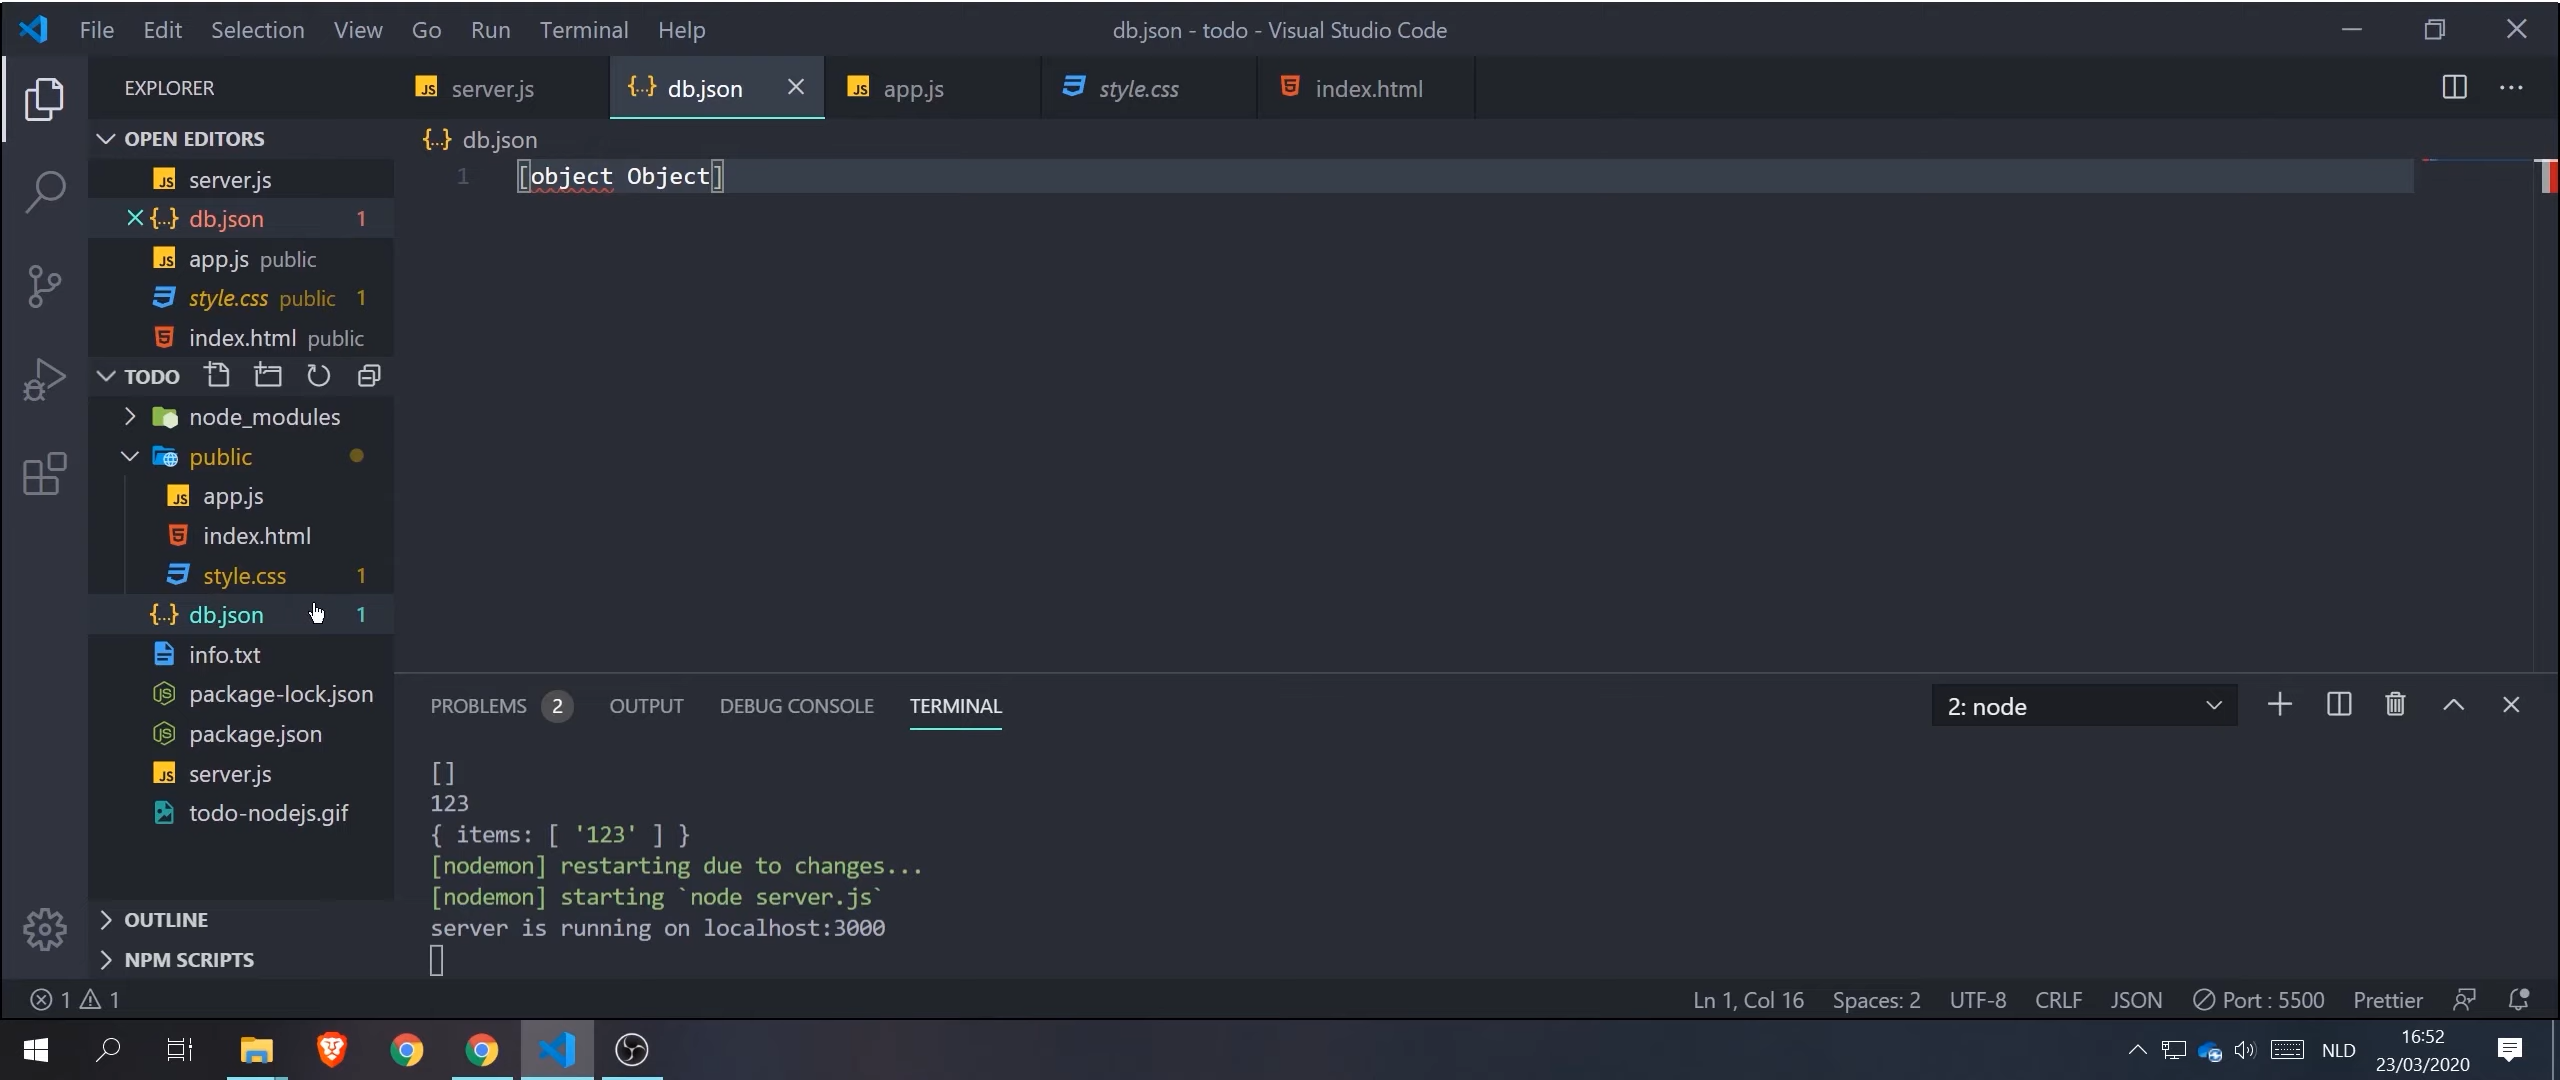 File Edit Selection View Go Run Terminal Help db.json - todo - Visual Studio Code
EXPLORER
JS server.js {..} db.json JS app.js style.css index.html
OPEN EDITORS
JS server.js
{..} db.json 1
JS app.js public
style.css public 1
index.html public
TODO
node_modules
public
JS app.js
index.html
style.css 1
{..} db.json 1
info.txt
package-lock.json
package.json
JS server.js
todo-nodejs.gif
OUTLINE
NPM SCRIPTS
{..} db.json
1 [object Object]
PROBLEMS 2 OUTPUT DEBUG CONSOLE TERMINAL 2: node
[]
123
{ items: [ '123' ] }
[nodemon] restarting due to changes...
[nodemon] starting `node server.js`
server is running on localhost:3000
1 1 Ln 1, Col 16 Spaces: 2 UTF-8 CRLF JSON Port : 5500 Prettier
NLD 16:52
23/03/2020